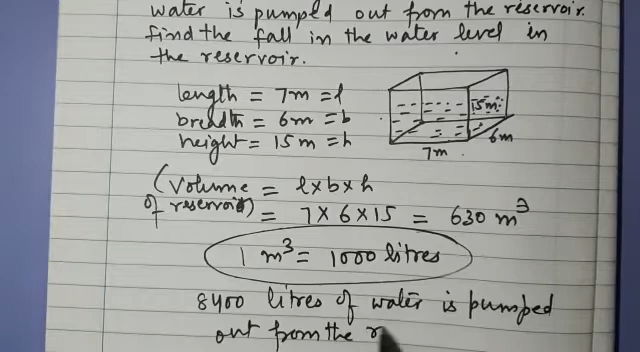 water is pumped out from the reservoir.
find the fall in the water level in
the reservoir.
length = 7m = l
breadth = 6m = b
height = 15m = h
15m
6m
7m
(Volume = l×b×h
of reservoir) = 7×6×15 = 630 m³
1 m³ = 1000 litres
8400 litres of water is pumped
out from the r